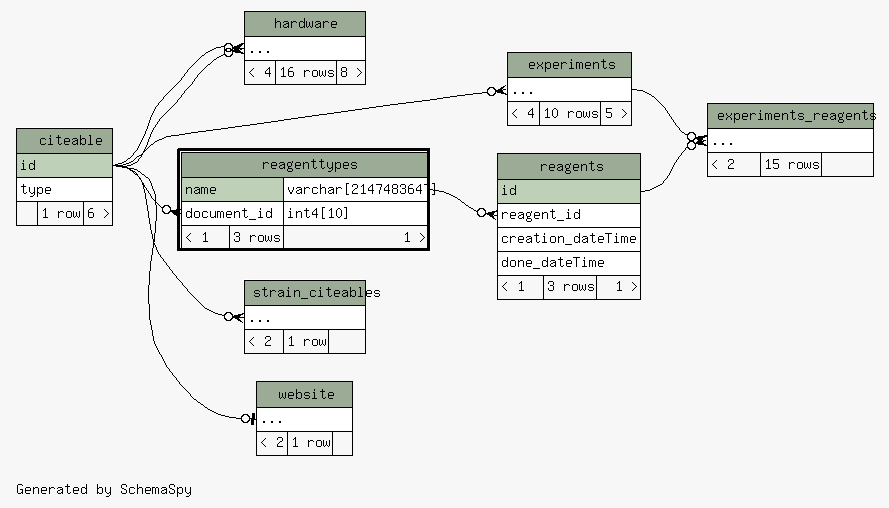 hardware
...
< 4 16 rows 8 >
experiments
...
< 4 10 rows 5 >
experiments_reagents
...
< 2 15 rows
citeable
id
type
1 row 6 >
reagenttypes
name varchar[2147483647]
document_id int4[10]
< 1 3 rows 1 >
reagents
id
reagent_id
creation_dateTime
done_dateTime
< 1 3 rows 1 >
strain_citeables
...
< 2 1 row
website
...
< 2 1 row
Generated by SchemaSpy